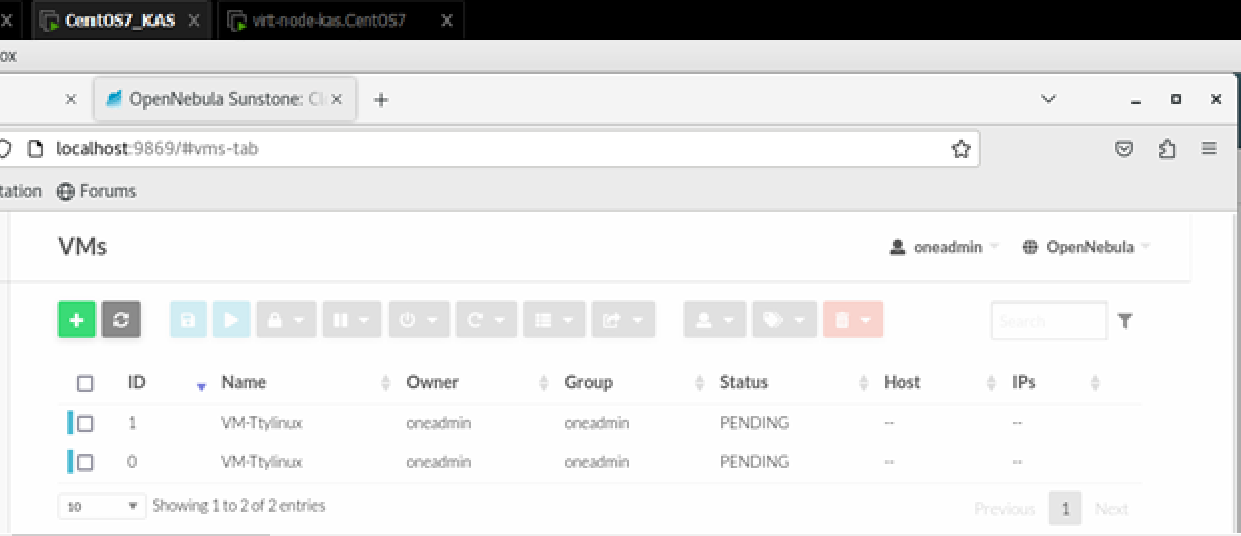 CentOS7_KAS
virt-node-kas.CentOS7
ox
OpenNebula Sunstone: Cl
localhost:9869/#vms-tab
tation Forums
VMs oneadmin OpenNebula
Search
ID Name Owner Group Status Host IPs
1 VM-Ttylinux oneadmin oneadmin PENDING -- --
0 VM-Ttylinux oneadmin oneadmin PENDING -- --
10 Showing 1 to 2 of 2 entries Previous 1 Next